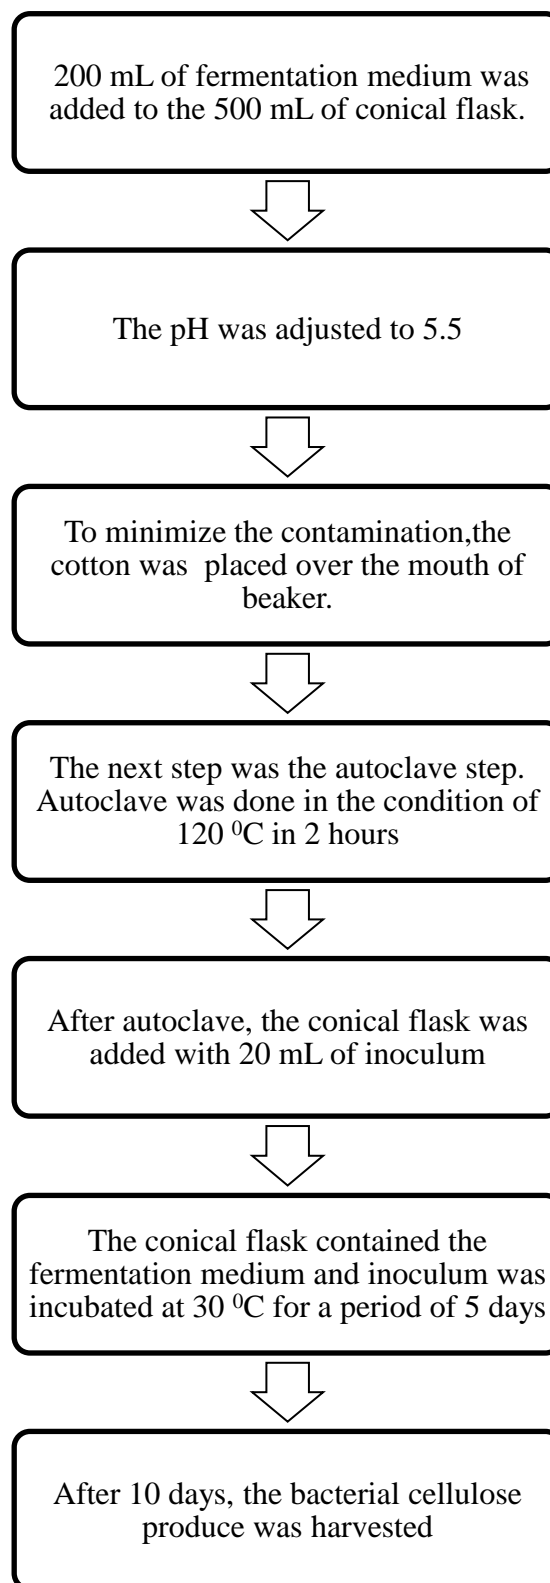 200 mL of fermentation medium was
added to the 500 mL of conical flask.
The pH was adjusted to 5.5
To minimize the contamination,the
cotton was  placed over the mouth of
beaker.
The next step was the autoclave step.
Autoclave was done in the condition of
120 ⁰C in 2 hours
After autoclave, the conical flask was
added with 20 mL of inoculum
The conical flask contained the
fermentation medium and inoculum was
incubated at 30 ⁰C for a period of 5 days
After 10 days, the bacterial cellulose
produce was harvested